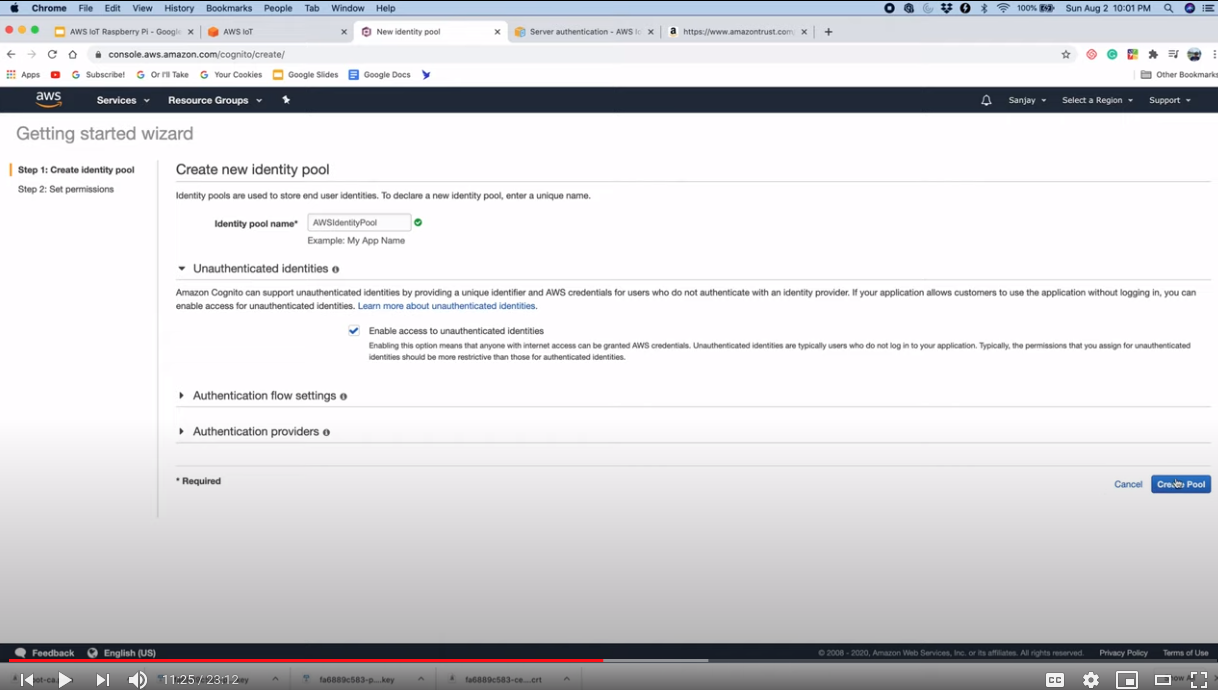 Chrome File Edit View History Bookmarks People Tab Window Help 100% Sun Aug 2 10:01 PM
AWS IoT Raspberry Pi - Google AWS IoT New identity pool Server authentication - AWS Io https://www.amazontrust.com
console.aws.amazon.com/cognito/create/
Apps Subscribe! Or I'll Take Your Cookies Google Slides Google Docs Other Bookmarks
aws Services Resource Groups Sanjay Select a Region Support
Getting started wizard
Step 1: Create identity pool
Step 2: Set permissions
Create new identity pool
Identity pools are used to store end user identities. To declare a new identity pool, enter a unique name.
Identity pool name* AWSIdentityPool
Example: My App Name
Unauthenticated identities
Amazon Cognito can support unauthenticated identities by providing a unique identifier and AWS credentials for users who do not authenticate with an identity provider. If your application allows customers to use the application without logging in, you can
enable access for unauthenticated identities. Learn more about unauthenticated identities.
Enable access to unauthenticated identities
Enabling this option means that anyone with internet access can be granted AWS credentials. Unauthenticated identities are typically users who do not log in to your application. Typically, the permissions that you assign for unauthenticated
identities should be more restrictive than those for authenticated identities.
Authentication flow settings
Authentication providers
* Required
Cancel Create Pool
Feedback English (US) © 2008 - 2020, Amazon Web Services, Inc. or its affiliates. All rights reserved. Privacy Policy Terms of Use
11:25 / 23:12 fa6889c583-p....key fa6889c583-ce....crt CC